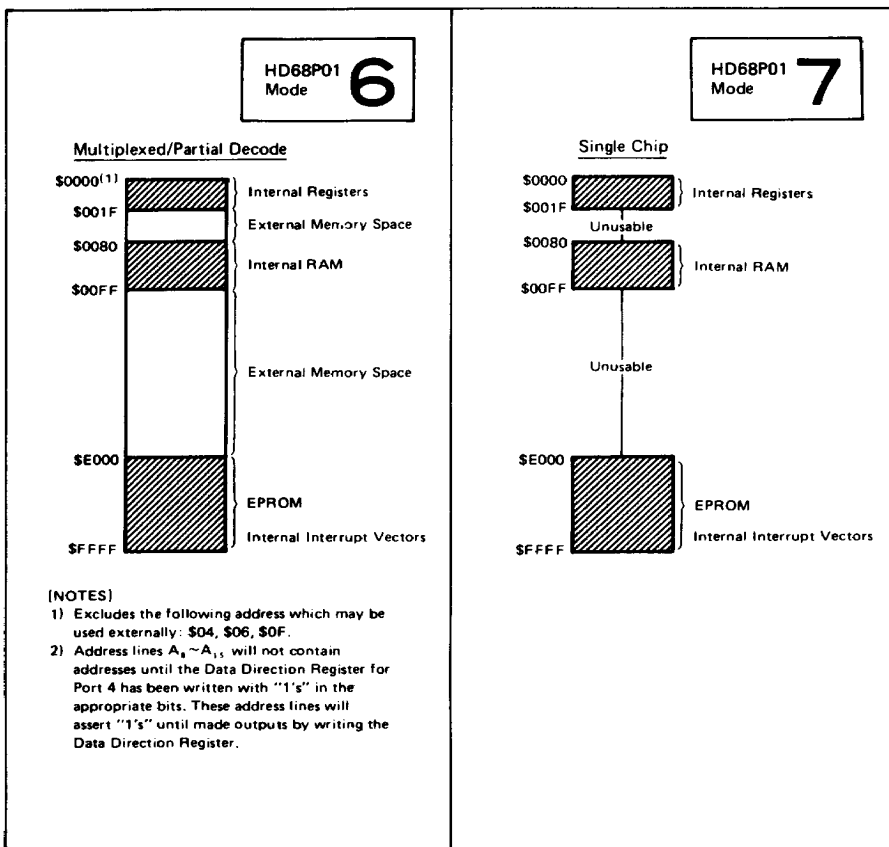 HD68P01
Mode 6
Multiplexed/Partial Decode
$0000(1)
Internal Registers
$001F
External Memory Space
$0080
Internal RAM
$00FF
External Memory Space
$E000
EPROM
Internal Interrupt Vectors
$FFFF
(NOTES)
1) Excludes the following address which may be
used externally: $04, $06, $0F.
2) Address lines A₈~A₁₅ will not contain
addresses until the Data Direction Register for
Port 4 has been written with "1's" in the
appropriate bits. These address lines will
assert "1's" until made outputs by writing the
Data Direction Register.
HD68P01
Mode 7
Single Chip
$0000
Internal Registers
$001F
Unusable
$0080
Internal RAM
$00FF
Unusable
$E000
EPROM
Internal Interrupt Vectors
$FFFF